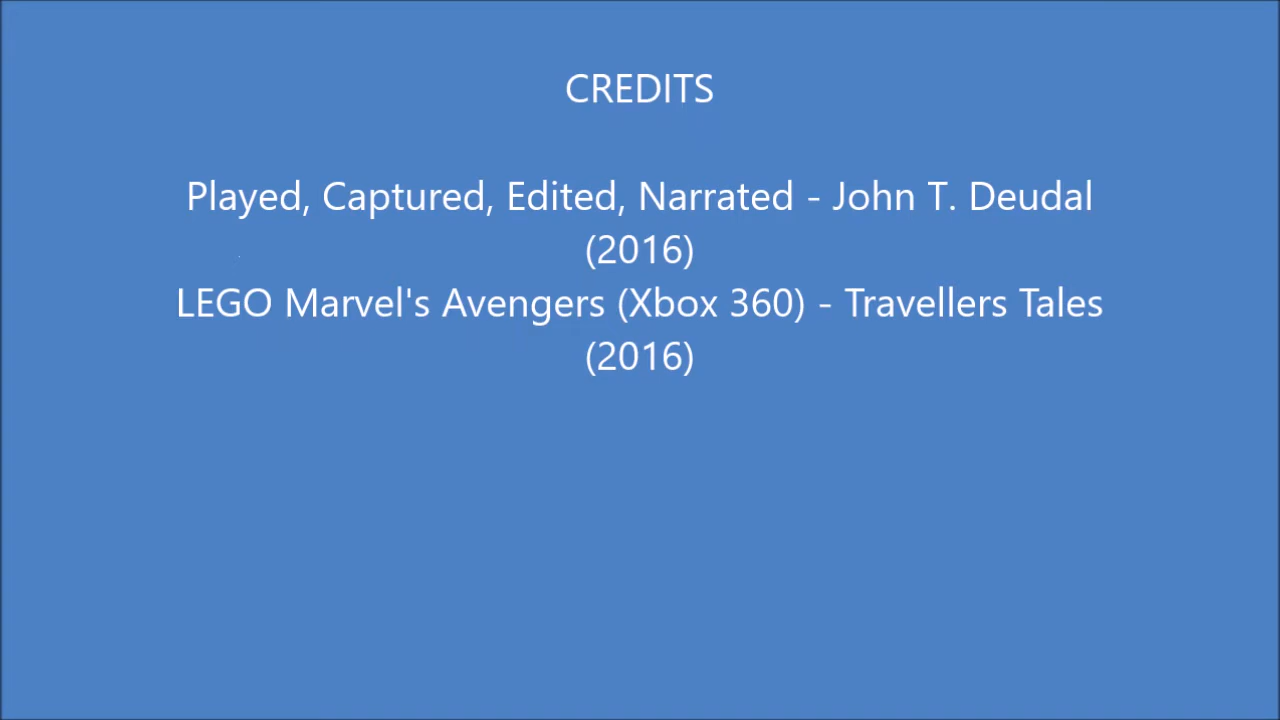 CREDITS
Played, Captured, Edited, Narrated - John T. Deudal
(2016)
LEGO Marvel's Avengers (Xbox 360) - Travellers Tales
(2016)